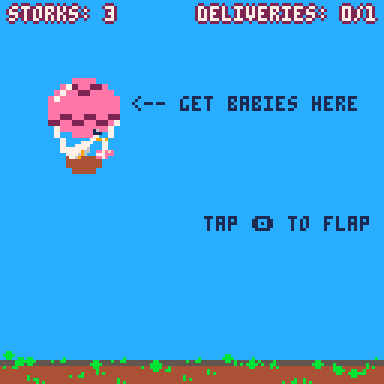 STORKS: 3
DELIVERIES: 0/1
<-- GET BABIES HERE
TAP 🅾️ TO FLAP